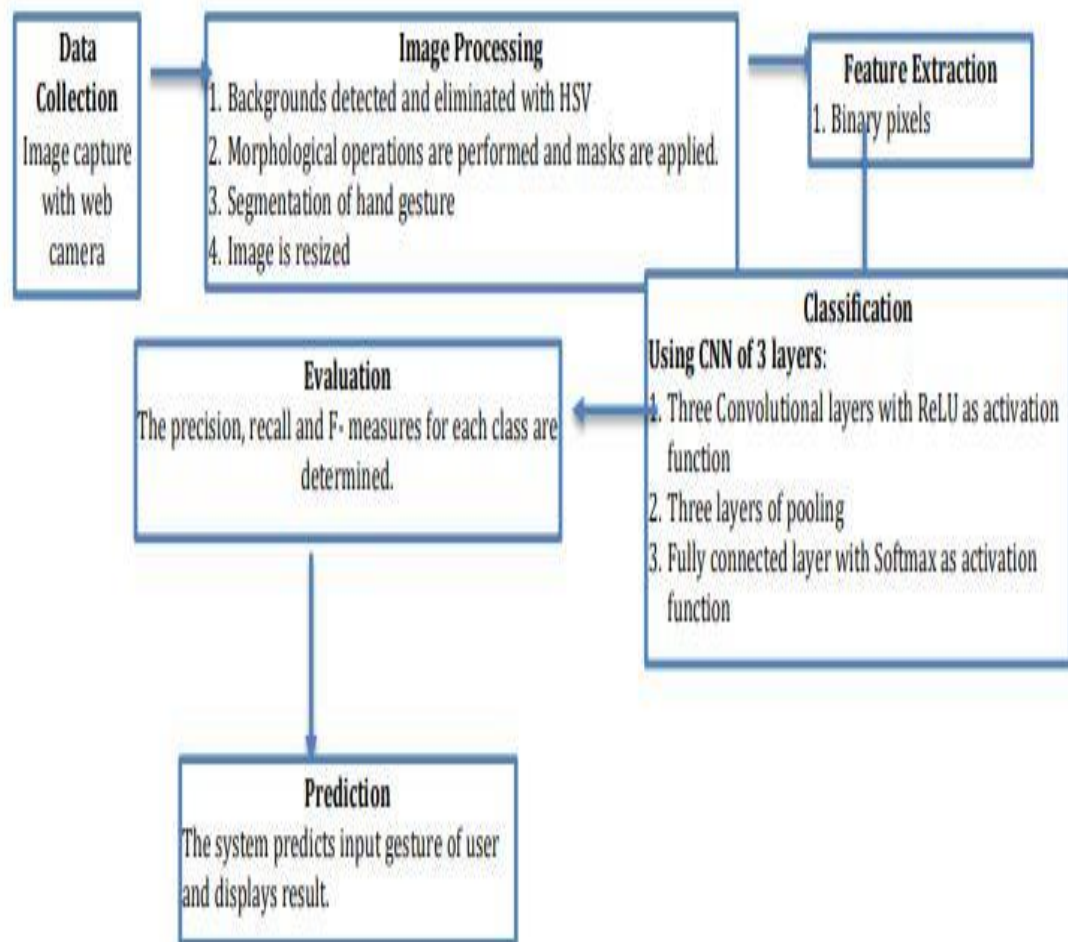 Data
Collection
Image capture
with web
camera
Image Processing
1. Backgrounds detected and eliminated with HSV
2. Morphological operations are performed and masks are applied.
3. Segmentation of hand gesture
4. Image is resized
Feature Extraction
1. Binary pixels
Classification
Using CNN of 3 layers:
1. Three Convolutional layers with ReLU as activation
function
2. Three layers of pooling
3. Fully connected layer with Softmax as activation
function
Evaluation
The precision, recall and F- measures for each class are
determined.
Prediction
The system predicts input gesture of user
and displays result.